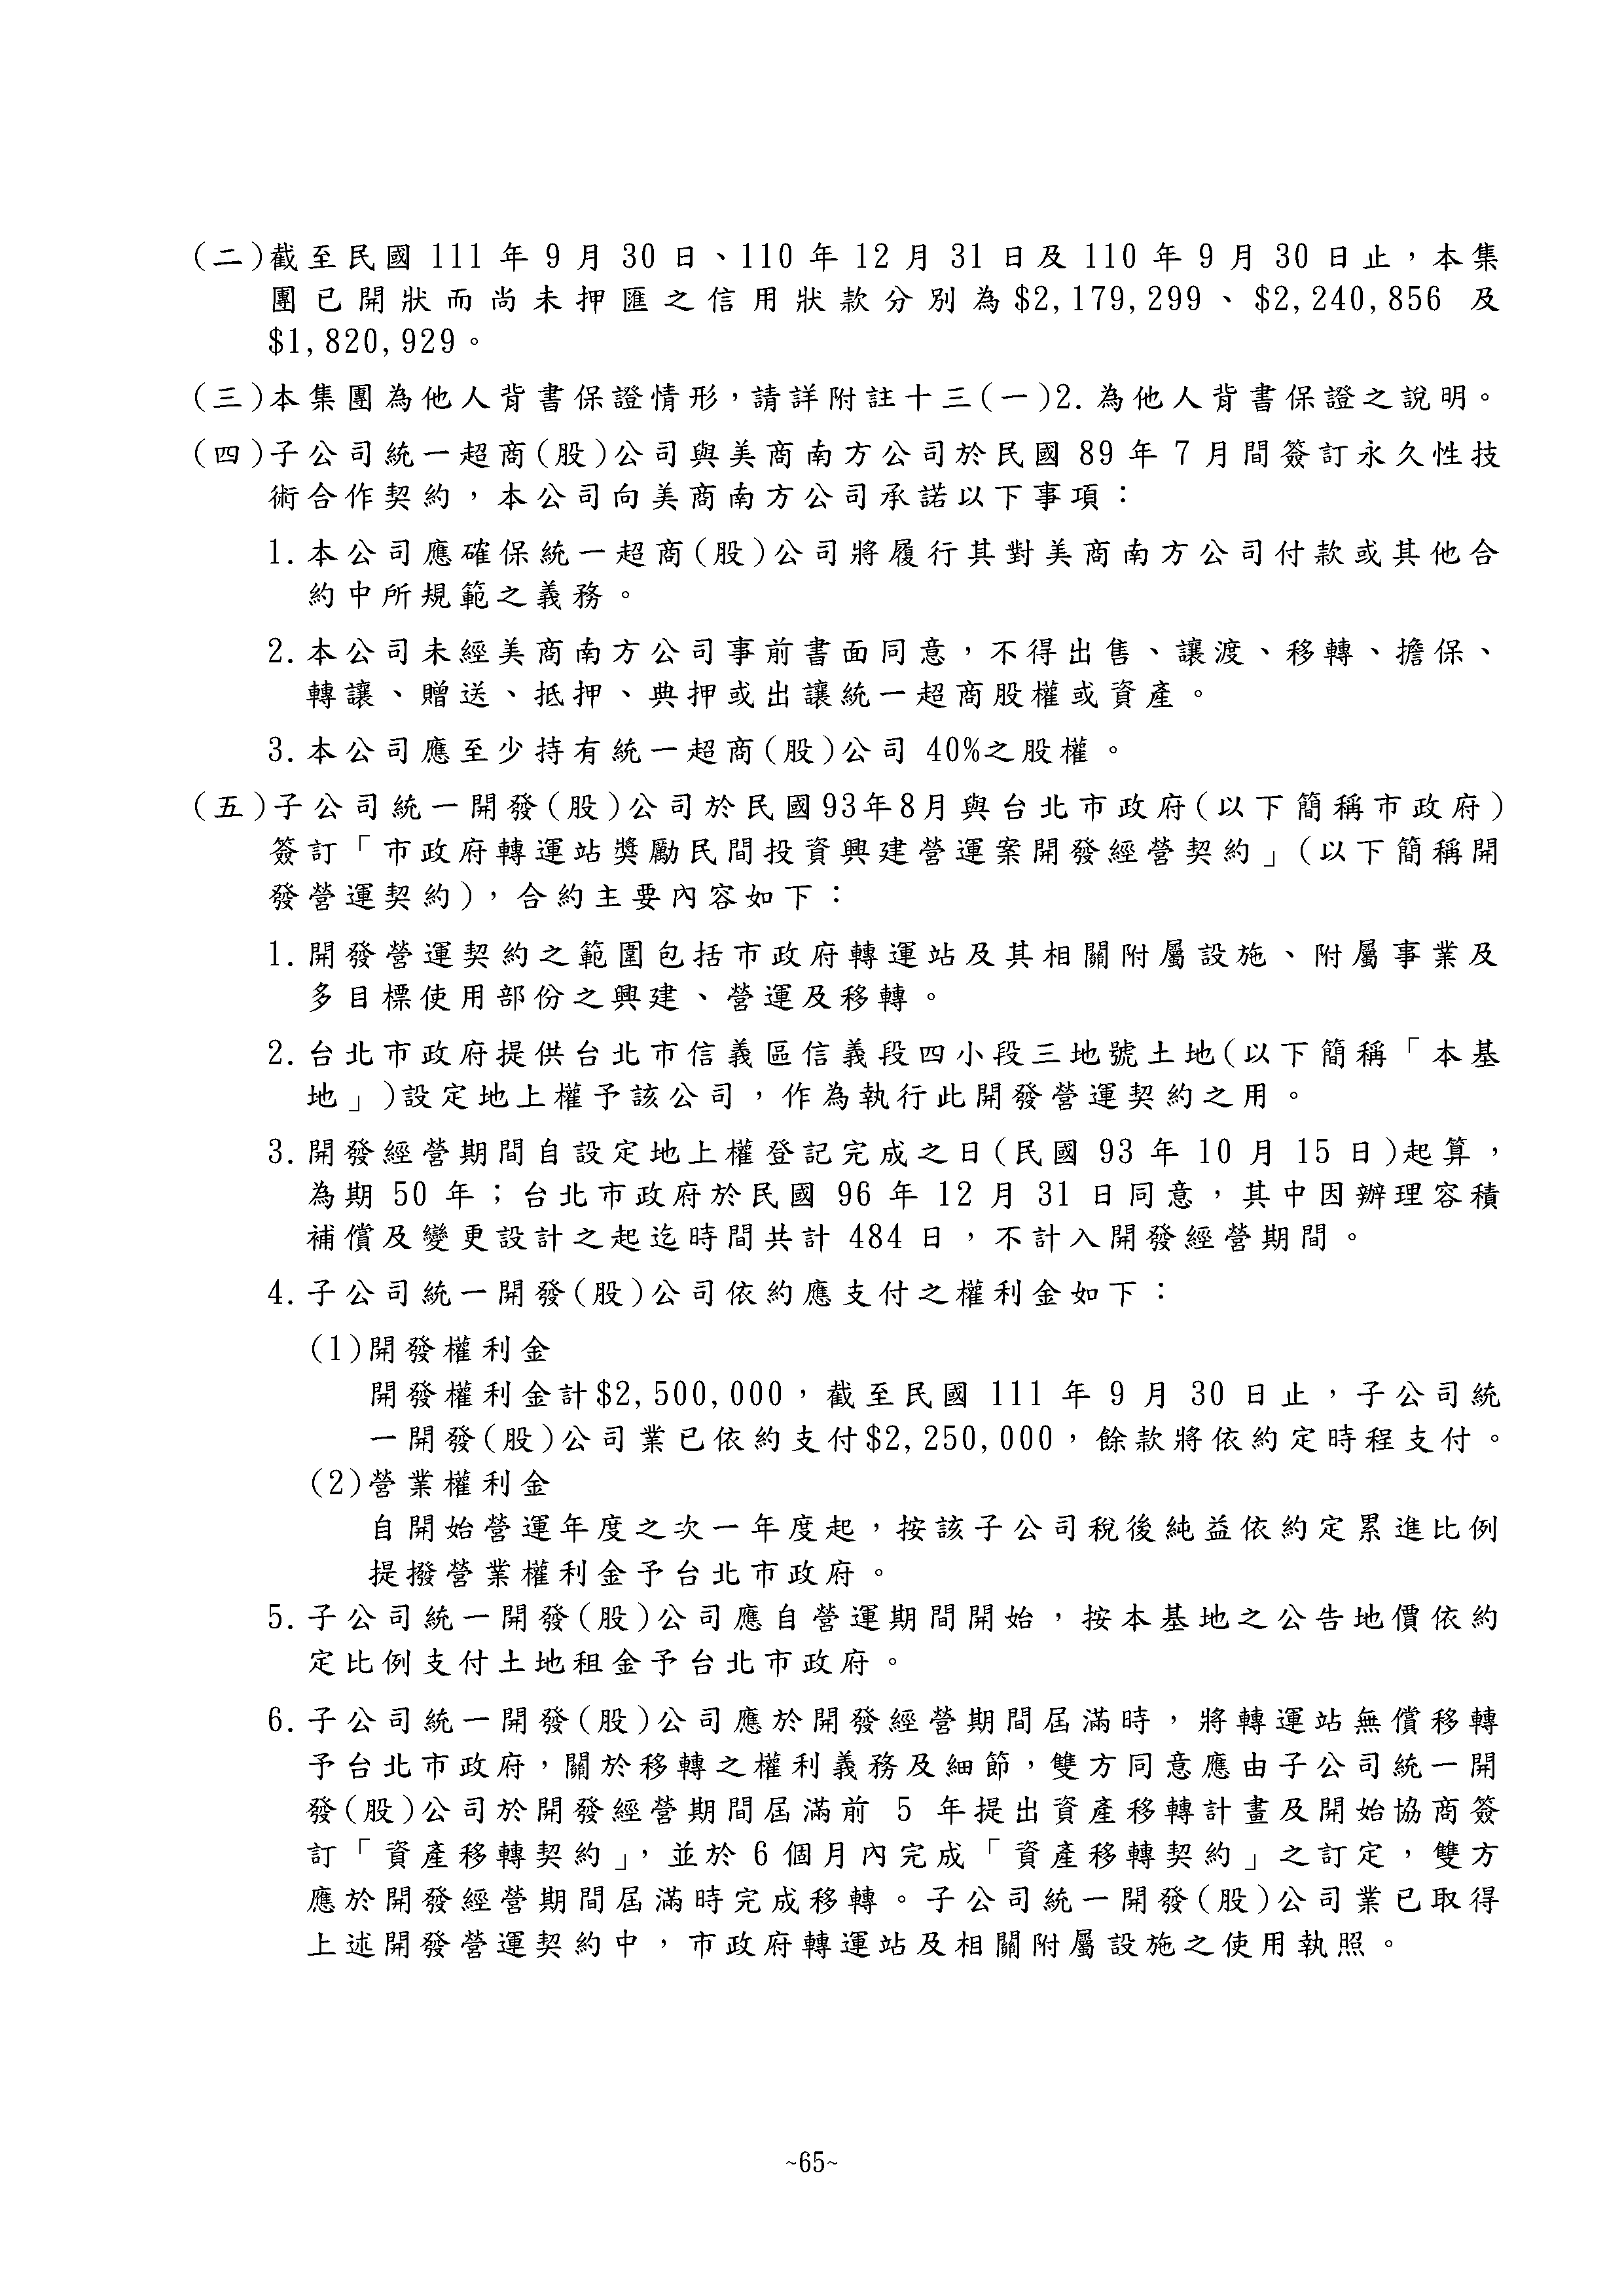 (二)截至民國 111 年 9 月 30 日、110 年 12 月 31 日及 110 年 9 月 30 日止，本集
團已開狀而尚未押匯之信用狀款分別為$2,179,299、$2,240,856 及
$1,820,929。
(三)本集團為他人背書保證情形，請詳附註十三(一)2.為他人背書保證之說明。
(四)子公司統一超商(股)公司與美商南方公司於民國 89 年 7 月間簽訂永久性技
術合作契約，本公司向美商南方公司承諾以下事項：
1.本公司應確保統一超商(股)公司將履行其對美商南方公司付款或其他合
約中所規範之義務。
2.本公司未經美商南方公司事前書面同意，不得出售、讓渡、移轉、擔保、
轉讓、贈送、抵押、典押或出讓統一超商股權或資產。
3.本公司應至少持有統一超商(股)公司 40%之股權。
(五)子公司統一開發(股)公司於民國93年8月與台北市政府(以下簡稱市政府)
簽訂「市政府轉運站獎勵民間投資興建營運案開發經營契約」(以下簡稱開
發營運契約)，合約主要內容如下：
1.開發營運契約之範圍包括市政府轉運站及其相關附屬設施、附屬事業及
多目標使用部份之興建、營運及移轉。
2.台北市政府提供台北市信義區信義段四小段三地號土地(以下簡稱「本基
地」)設定地上權予該公司，作為執行此開發營運契約之用。
3.開發經營期間自設定地上權登記完成之日(民國 93 年 10 月 15 日)起算，
為期 50 年；台北市政府於民國 96 年 12 月 31 日同意，其中因辦理容積
補償及變更設計之起迄時間共計 484 日，不計入開發經營期間。
4.子公司統一開發(股)公司依約應支付之權利金如下：
(1)開發權利金
開發權利金計$2,500,000，截至民國 111 年 9 月 30 日止，子公司統
一開發(股)公司業已依約支付$2,250,000，餘款將依約定時程支付。
(2)營業權利金
自開始營運年度之次一年度起，按該子公司稅後純益依約定累進比例
提撥營業權利金予台北市政府。
5.子公司統一開發(股)公司應自營運期間開始，按本基地之公告地價依約
定比例支付土地租金予台北市政府。
6.子公司統一開發(股)公司應於開發經營期間屆滿時，將轉運站無償移轉
予台北市政府，關於移轉之權利義務及細節，雙方同意應由子公司統一開
發(股)公司於開發經營期間屆滿前 5 年提出資產移轉計畫及開始協商簽
訂「資產移轉契約」，並於 6 個月內完成「資產移轉契約」之訂定，雙方
應於開發經營期間屆滿時完成移轉。子公司統一開發(股)公司業已取得
上述開發營運契約中，市政府轉運站及相關附屬設施之使用執照。
~65~